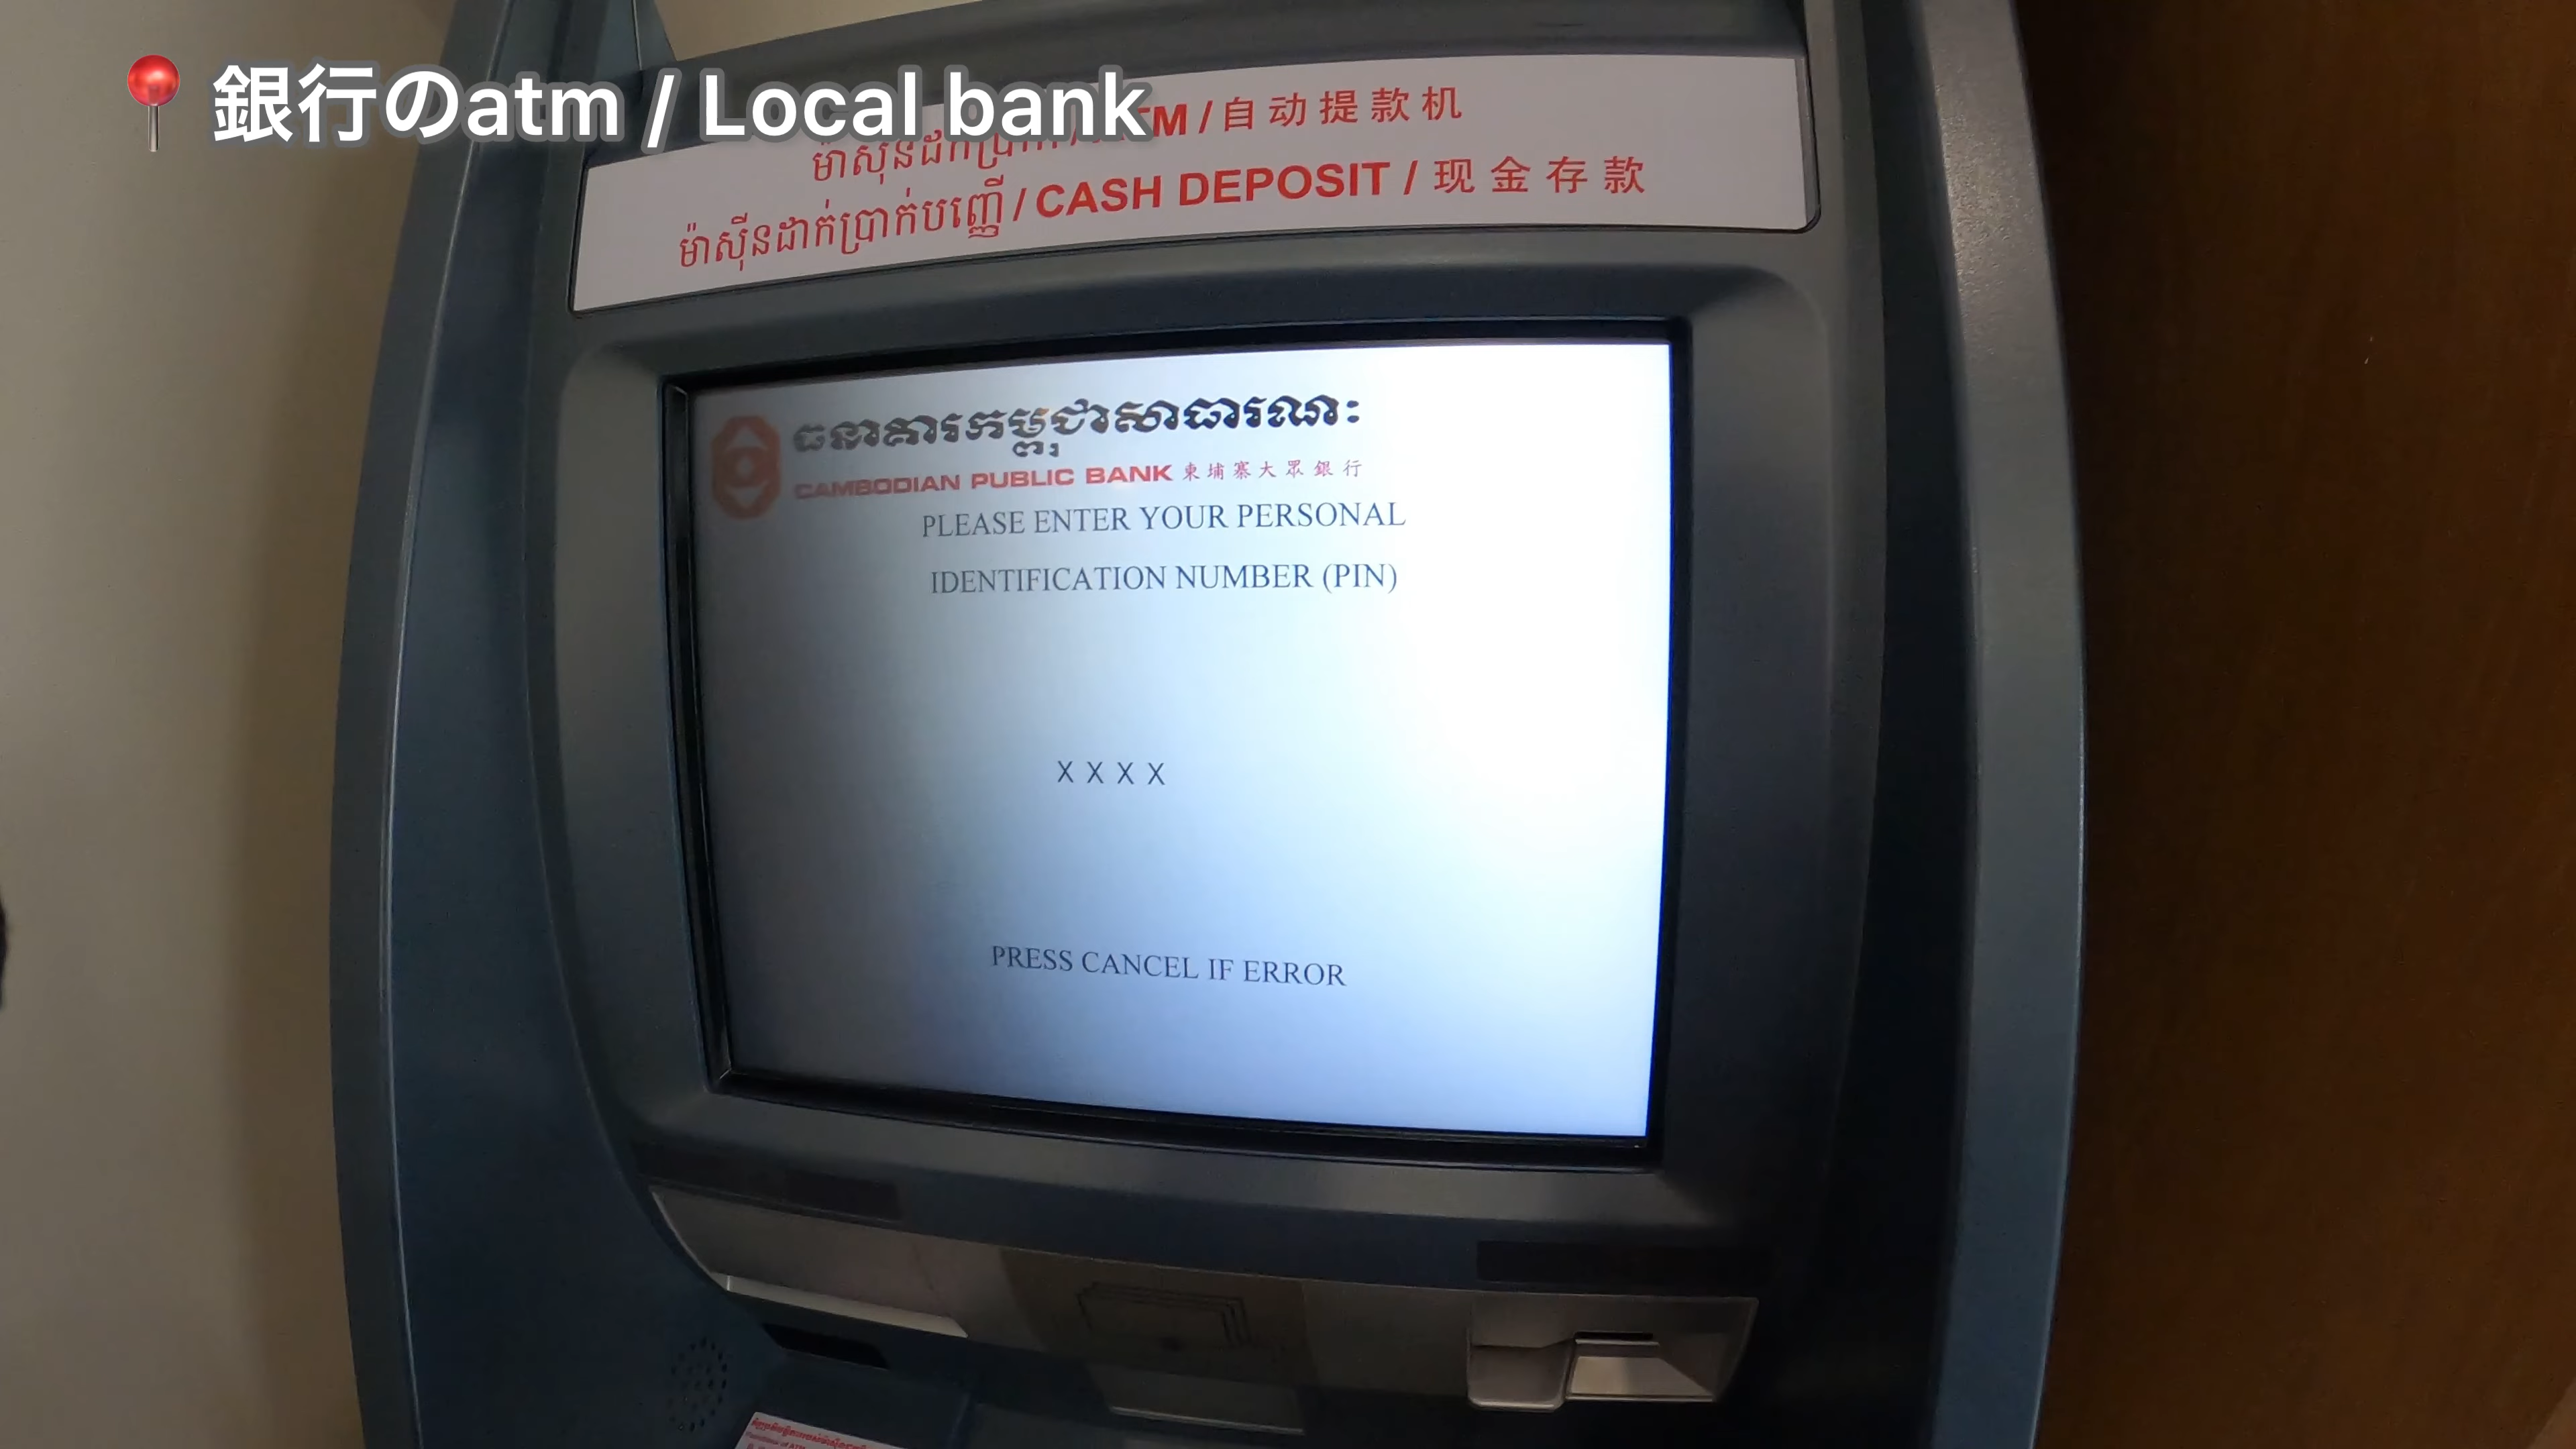 📍銀行のatm / Local bank
TM / 自动提款机
ម៉ាស៊ីនដាក់ប្រាក់បញ្ញើ / CASH DEPOSIT / 现金存款
ធនាគារកម្ពុជាសាធារណៈ
CAMBODIAN PUBLIC BANK 柬埔寨大眾銀行
PLEASE ENTER YOUR PERSONAL
IDENTIFICATION NUMBER (PIN)
X X X X
PRESS CANCEL IF ERROR